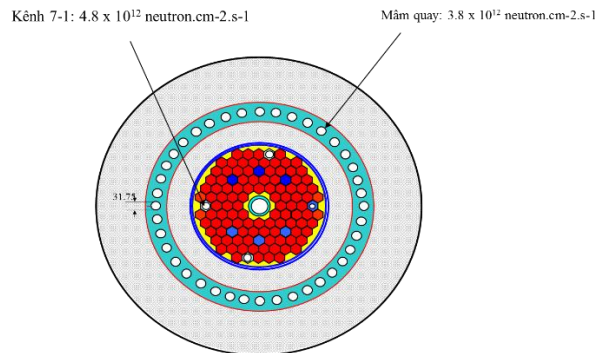 Kênh 7-1: 4.8 x 10¹² neutron.cm-2.s-1
Mâm quay: 3.8 x 10¹² neutron.cm-2.s-1
31.75